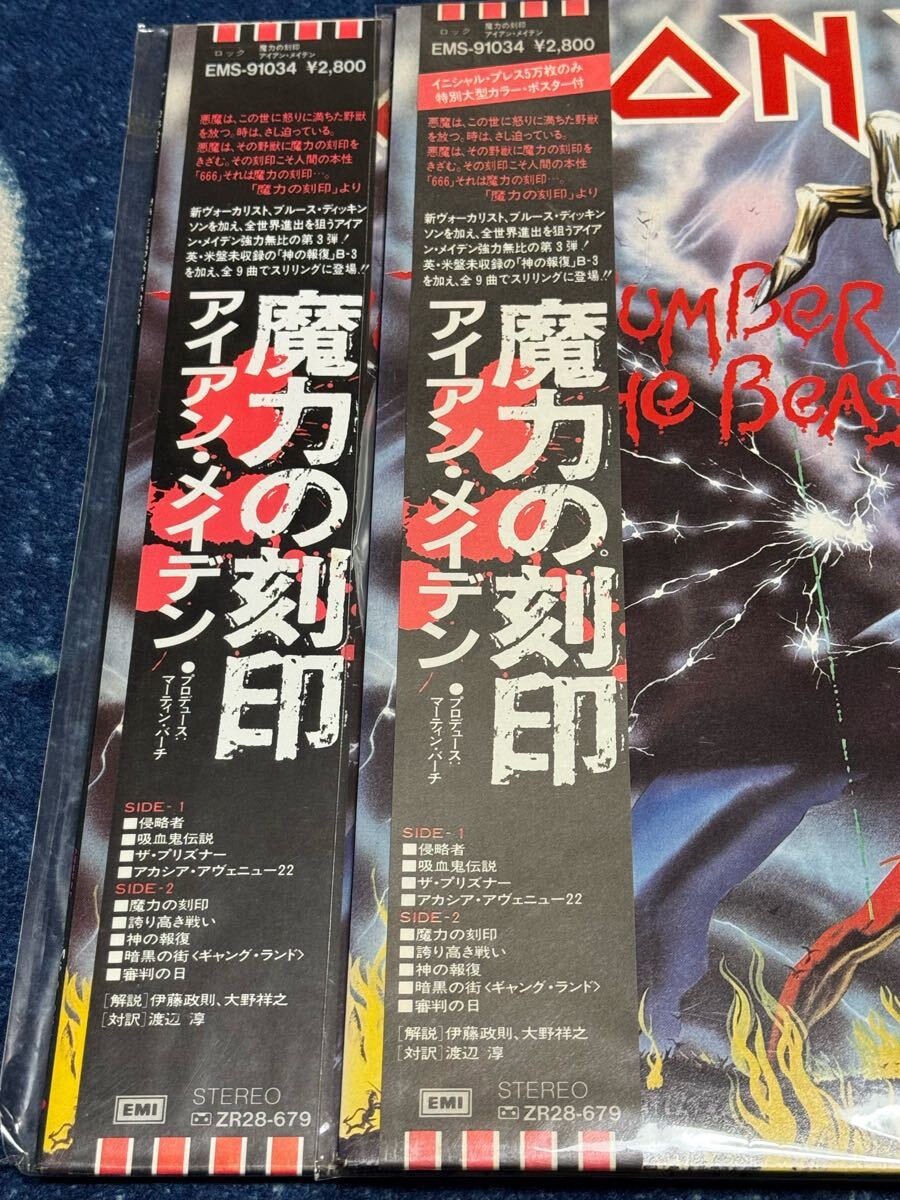 ロック 魔力の刻印
アイアン・メイデン
EMS-91034 ¥2,800
悪魔は、この世に怒りに満ちた野獣
を放つ。時は、さし迫っている。
悪魔は、その野獣に魔力の刻印を
きざむ。その刻印こそ人間の本性
「666」それは魔力の刻印…。
「魔力の刻印」より
新ヴォーカリスト、ブルース・ディッキン
ソンを加え、全世界進出を狙うアイア
ン・メイデン強力無比の第3弾!
英・米盤未収録の「神の報復」B-3
を加え、全9曲でスリリングに登場!!
魔力の刻印
アイアン・メイデン
●プロデュース:
マーティン・バーチ
SIDE-1
■侵略者
■吸血鬼伝説
■ザ・プリズナー
■アカシア・アヴェニュー22
SIDE-2
■魔力の刻印
■誇り高き戦い
■神の報復
■暗黒の街<ギャング・ランド>
■審判の日
[解説]伊藤政則、大野祥之
[対訳]渡辺 淳
EMI
STEREO
ZR28-679
ロック 魔力の刻印
アイアン・メイデン
EMS-91034 ¥2,800
イニシャル・プレス5万枚のみ
特別大型カラー・ポスター付
悪魔は、この世に怒りに満ちた野獣
を放つ。時は、さし迫っている。
悪魔は、その野獣に魔力の刻印を
きざむ。その刻印こそ人間の本性
「666」それは魔力の刻印…。
「魔力の刻印」より
新ヴォーカリスト、ブルース・ディッキン
ソンを加え、全世界進出を狙うアイア
ン・メイデン強力無比の第3弾!
英・米盤未収録の「神の報復」B-3
を加え、全9曲でスリリングに登場!!
魔力の刻印
アイアン・メイデン
●プロデュース:
マーティン・バーチ
SIDE-1
■侵略者
■吸血鬼伝説
■ザ・プリズナー
■アカシア・アヴェニュー22
SIDE-2
■魔力の刻印
■誇り高き戦い
■神の報復
■暗黒の街<ギャング・ランド>
■審判の日
[解説]伊藤政則、大野祥之
[対訳]渡辺 淳
EMI
STEREO
ZR28-679
ON
UMBER
HE BEAS